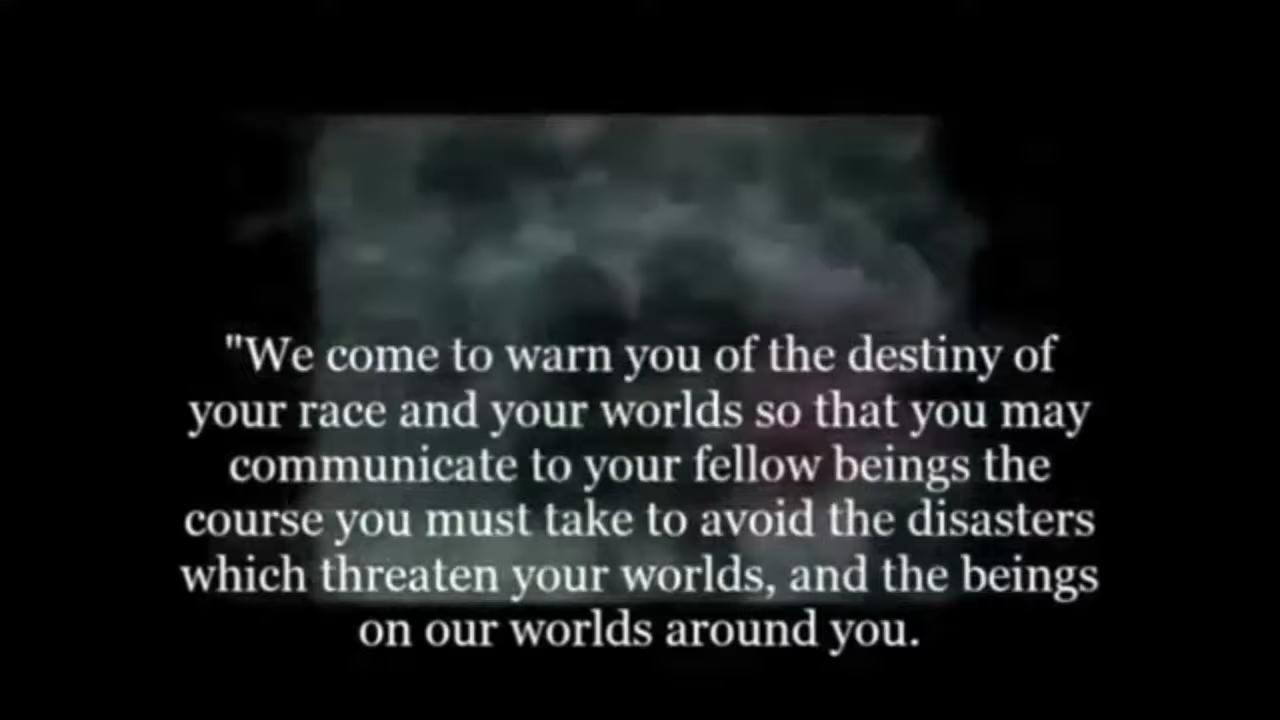 "We come to warn you of the destiny of
your race and your worlds so that you may
communicate to your fellow beings the
course you must take to avoid the disasters
which threaten your worlds, and the beings
on our worlds around you.